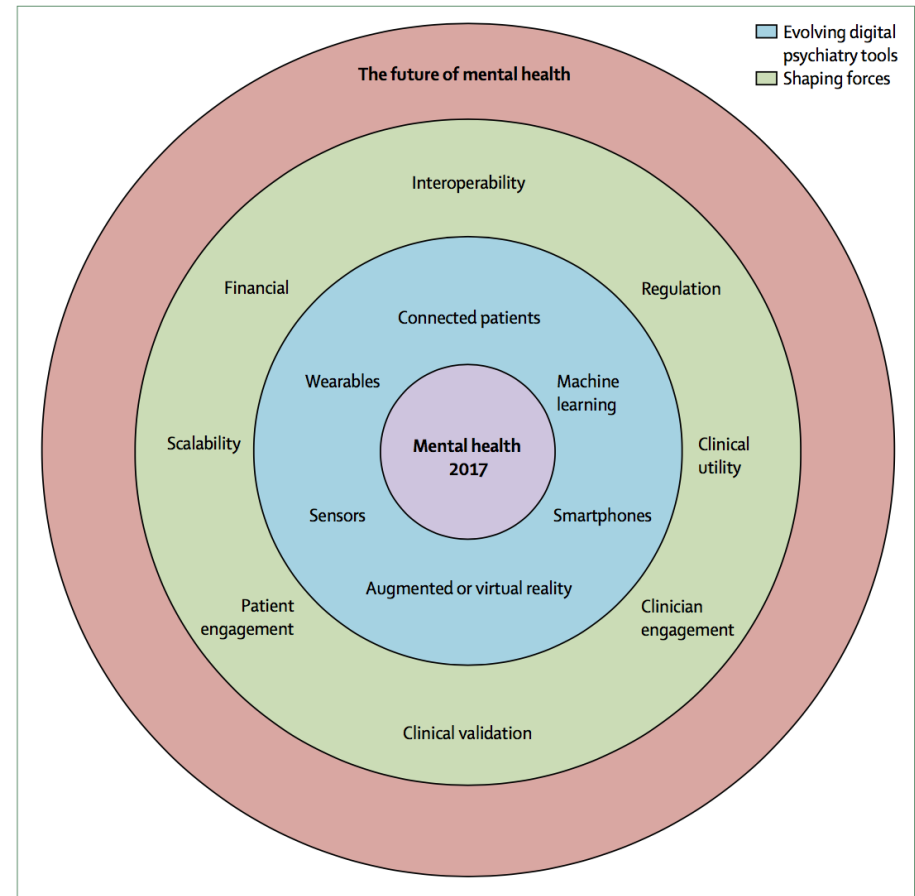 Evolving digital
psychiatry tools
Shaping forces
The future of mental health
Interoperability
Financial
Regulation
Connected patients
Wearables
Machine
learning
Scalability
Mental health
2017
Clinical
utility
Sensors
Smartphones
Augmented or virtual reality
Patient
engagement
Clinician
engagement
Clinical validation